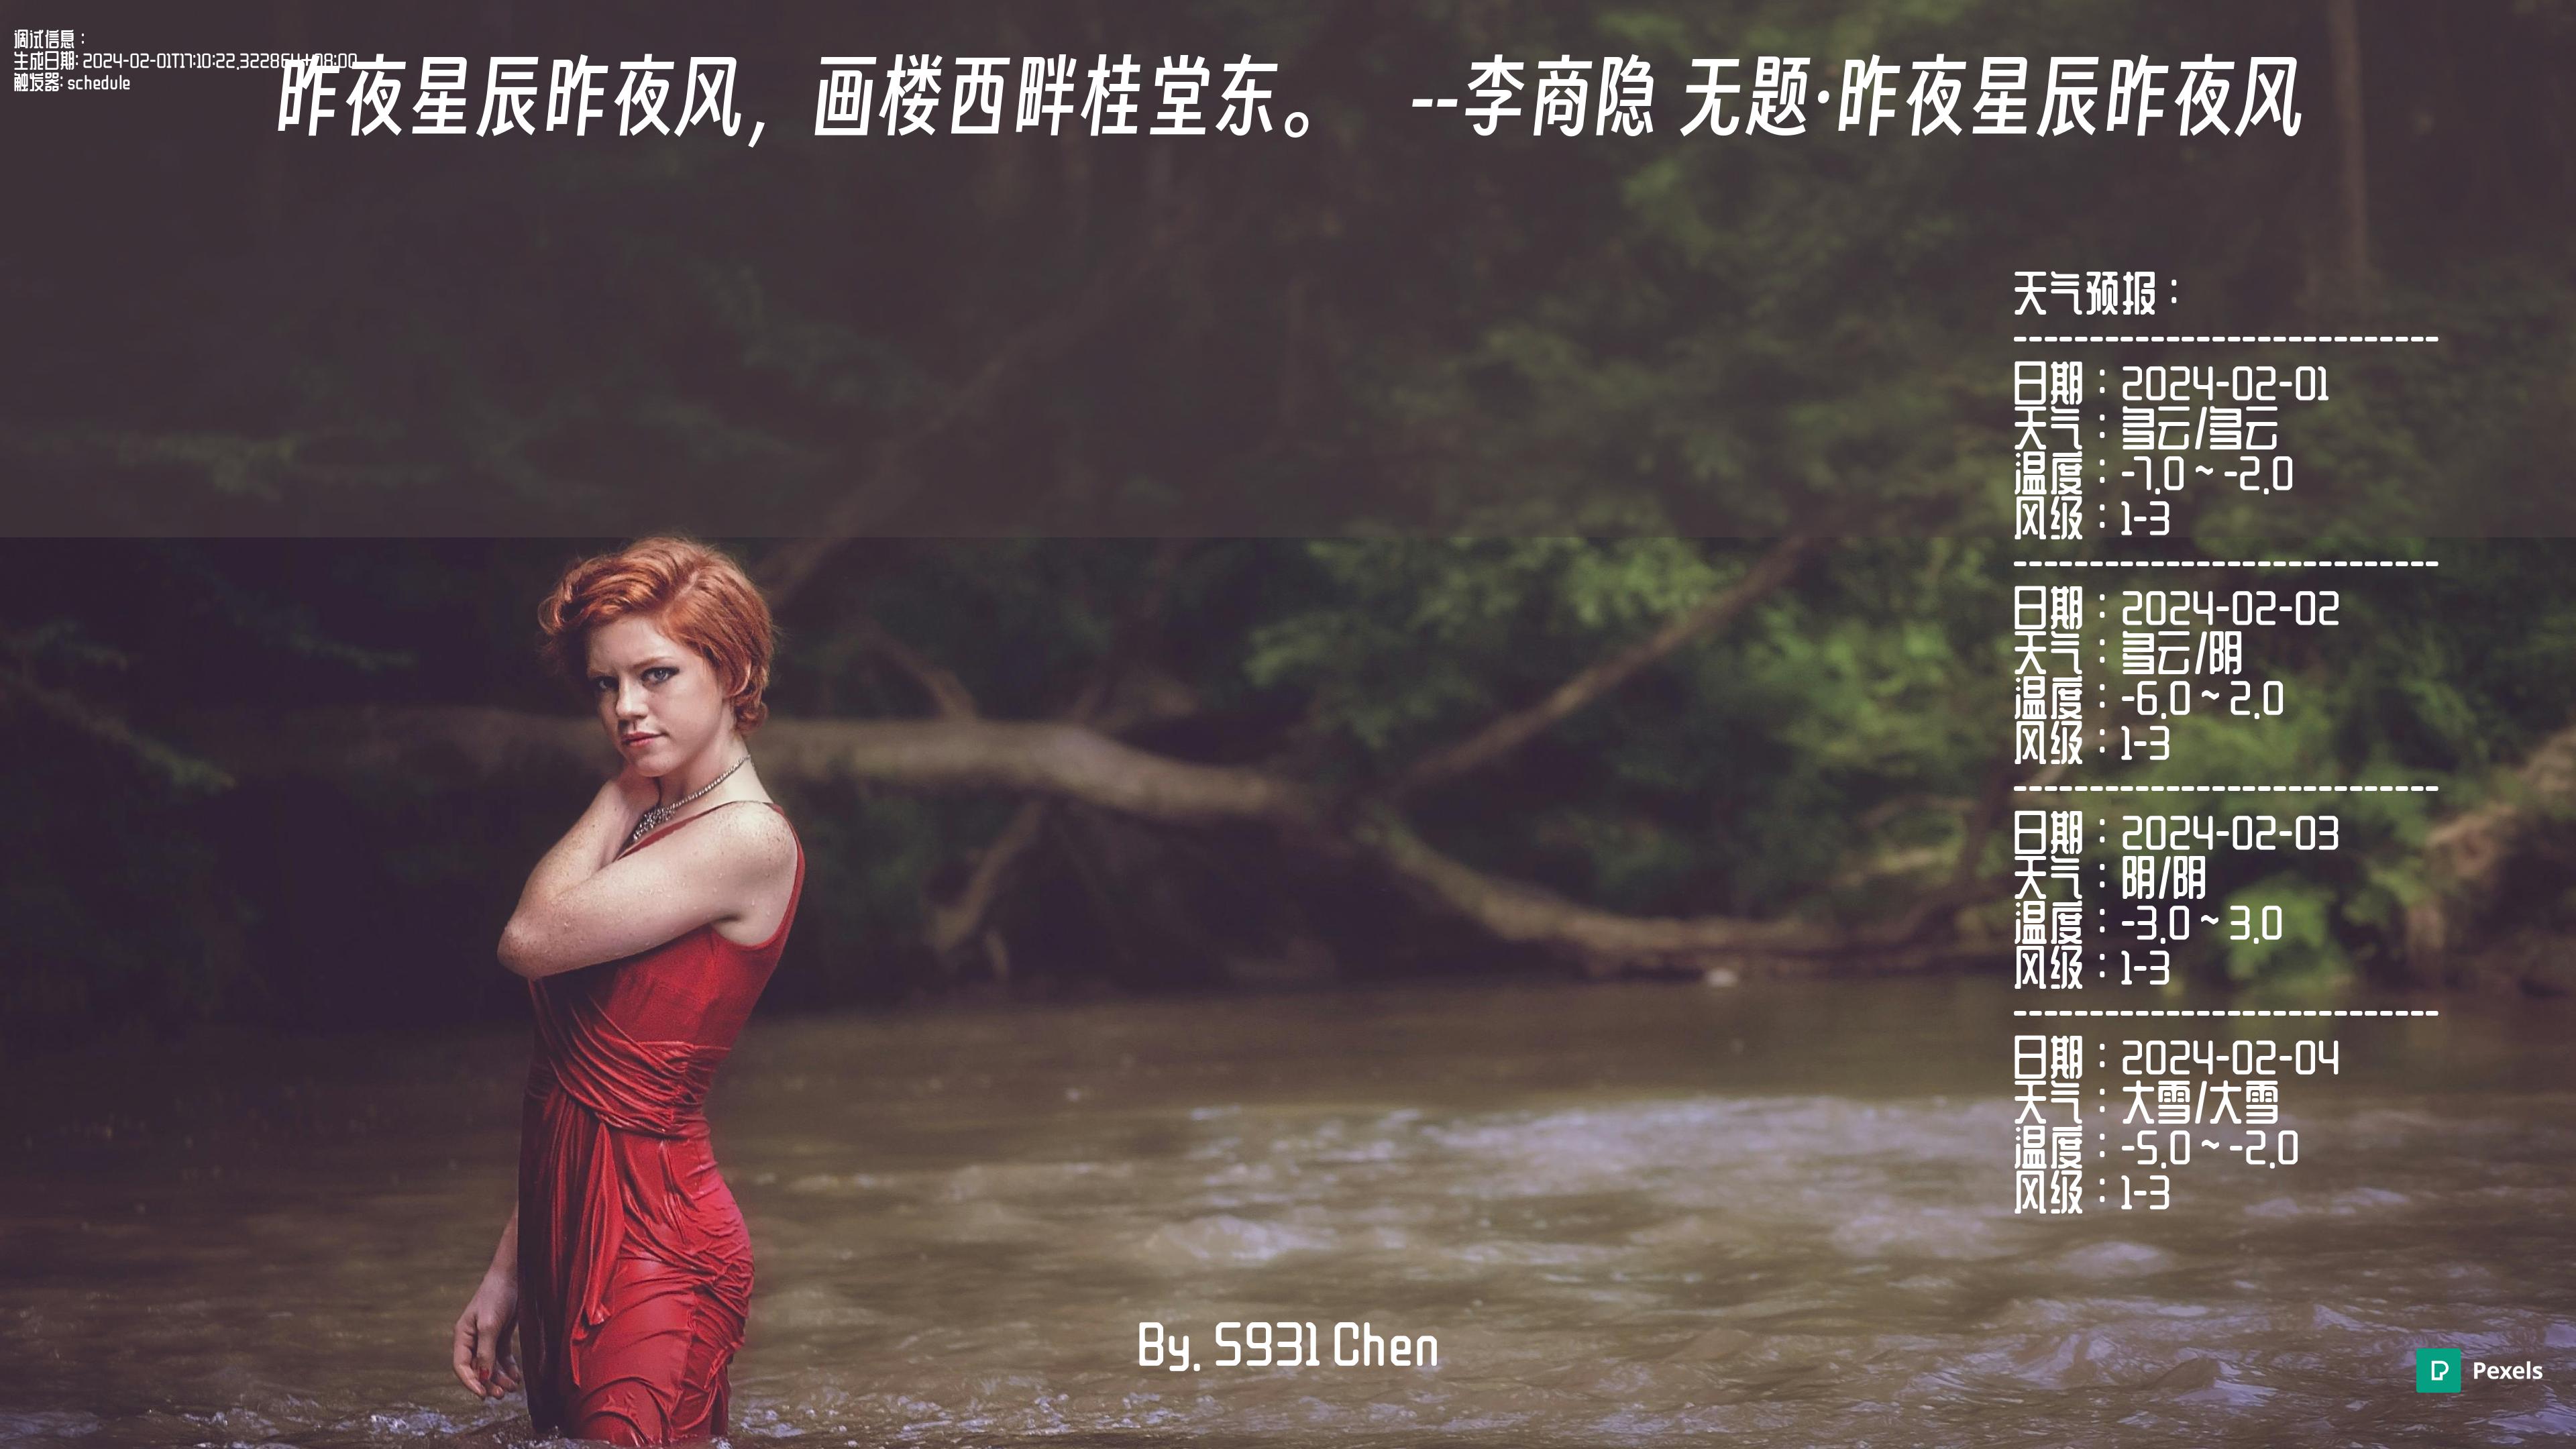 调试信息：
生成日期: 2024-02-01T17:10:22.322864+08:00
触发器: schedule
昨夜星辰昨夜风，画楼西畔桂堂东。 --李商隐 无题·昨夜星辰昨夜风
天气预报：
----------------------------
日期：2024-02-01
天气：多云/多云
温度：-7.0 ~ -2.0
风级：1-3
----------------------------
日期：2024-02-02
天气：多云/阴
温度：-6.0 ~ 2.0
风级：1-3
----------------------------
日期：2024-02-03
天气：阴/阴
温度：-3.0 ~ 3.0
风级：1-3
----------------------------
日期：2024-02-04
天气：大雪/大雪
温度：-5.0 ~ -2.0
风级：1-3
By. S931 Chen
Pexels